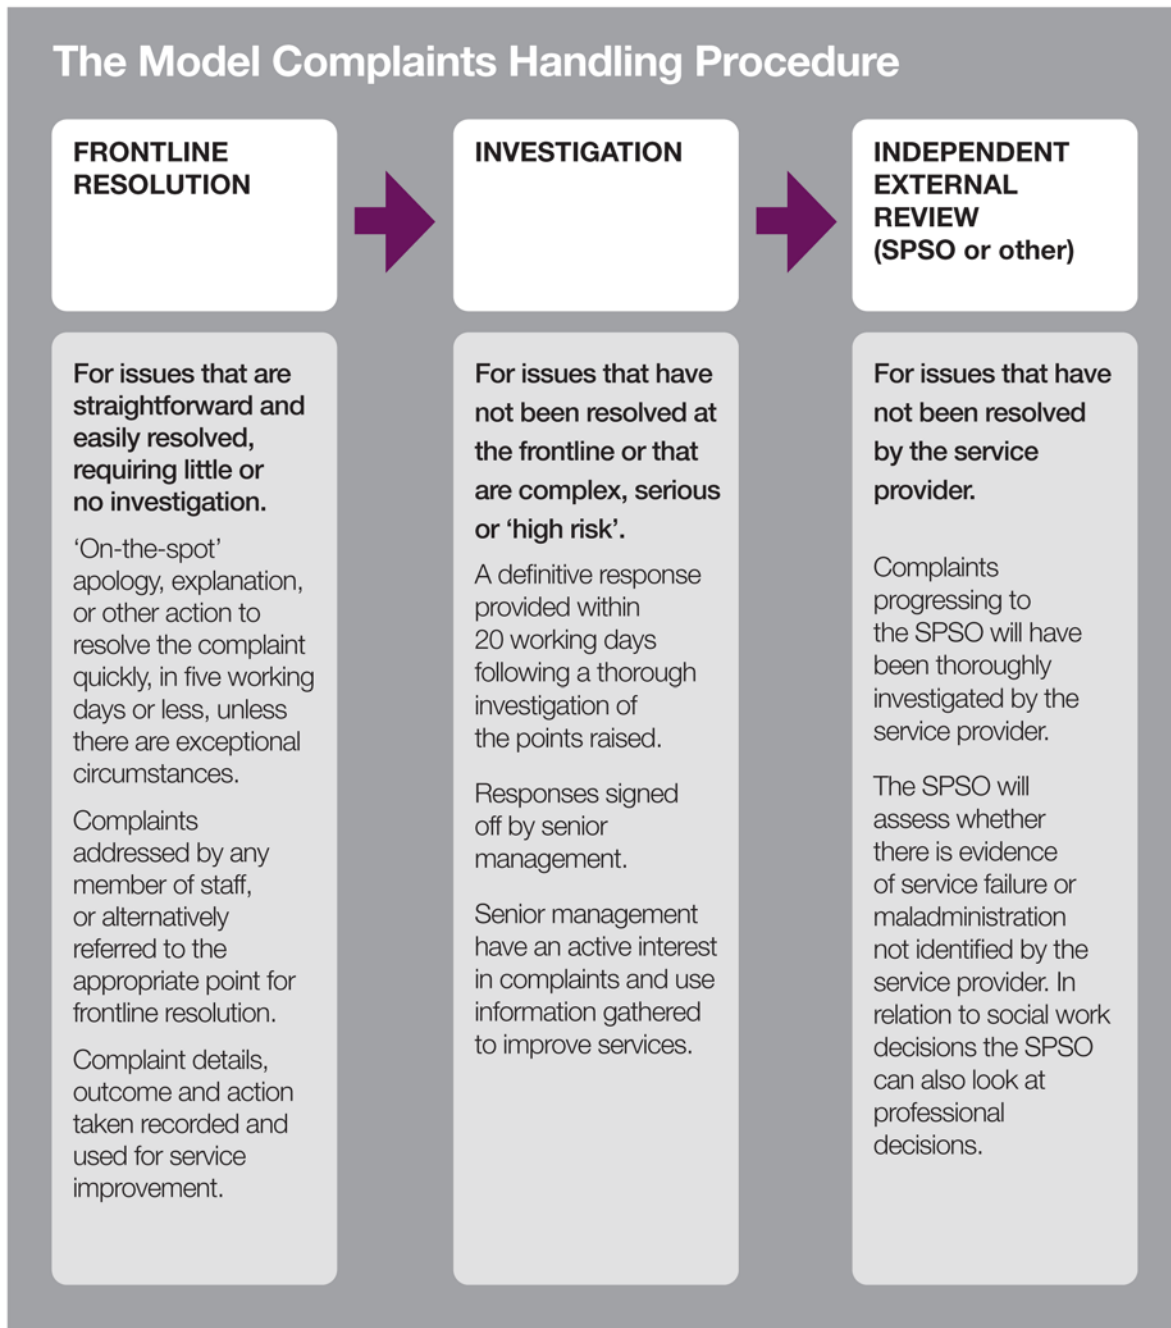 The Model Complaints Handling Procedure
FRONTLINE
RESOLUTION
For issues that are
straightforward and
easily resolved,
requiring little or
no investigation.
‘On-the-spot’
apology, explanation,
or other action to
resolve the complaint
quickly, in five working
days or less, unless
there are exceptional
circumstances.
Complaints
addressed by any
member of staff,
or alternatively
referred to the
appropriate point for
frontline resolution.
Complaint details,
outcome and action
taken recorded and
used for service
improvement.
INVESTIGATION
For issues that have
not been resolved at
the frontline or that
are complex, serious
or ‘high risk’.
A definitive response
provided within
20 working days
following a thorough
investigation of
the points raised.
Responses signed
off by senior
management.
Senior management
have an active interest
in complaints and use
information gathered
to improve services.
INDEPENDENT
EXTERNAL
REVIEW
(SPSO or other)
For issues that have
not been resolved
by the service
provider.
Complaints
progressing to
the SPSO will have
been thoroughly
investigated by the
service provider.
The SPSO will
assess whether
there is evidence
of service failure or
maladministration
not identified by the
service provider. In
relation to social work
decisions the SPSO
can also look at
professional
decisions.